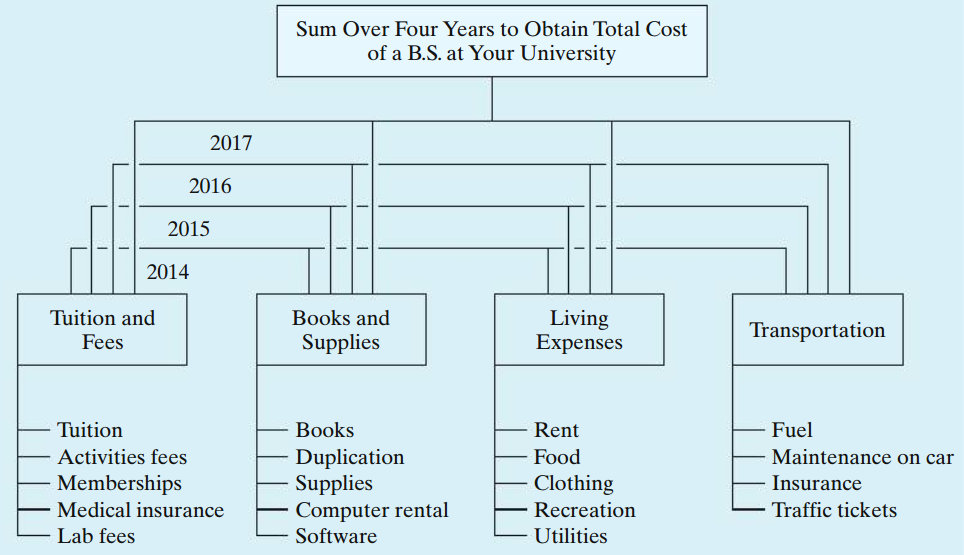 Sum Over Four Years to Obtain Total Cost
of a B.S. at Your University
2017
2016
2015
2014
Tuition and
Fees
Books and
Supplies
Living
Expenses
Transportation
Tuition
Activities fees
Memberships
Medical insurance
Lab fees
Books
Duplication
Supplies
Computer rental
Software
Rent
Food
Clothing
Recreation
Utilities
Fuel
Maintenance on car
Insurance
Traffic tickets